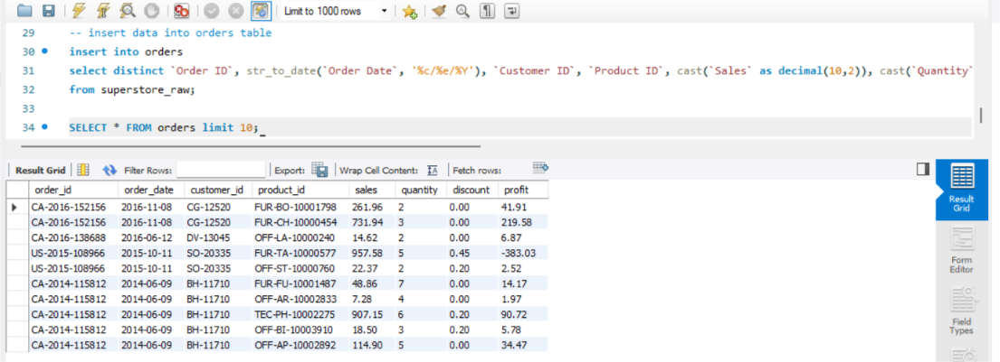 Limit to 1000 rows
29 -- insert data into orders table
30 insert into orders
31 select distinct `Order ID`, str_to_date(`Order Date`, '%c/%e/%Y'), `Customer ID`, `Product ID`, cast(`Sales` as decimal(10,2)), cast(`Quantity`
32 from superstore_raw;
33
34 SELECT * FROM orders limit 10;
Result Grid Filter Rows: Export: Wrap Cell Content: Fetch rows:
order_id order_date customer_id product_id sales quantity discount profit
CA-2016-152156 2016-11-08 CG-12520 FUR-BO-10001798 261.96 2 0.00 41.91
CA-2016-152156 2016-11-08 CG-12520 FUR-CH-10000454 731.94 3 0.00 219.58
CA-2016-138688 2016-06-12 DV-13045 OFF-LA-10000240 14.62 2 0.00 6.87
US-2015-108966 2015-10-11 SO-20335 FUR-TA-10000577 957.58 5 0.45 -383.03
US-2015-108966 2015-10-11 SO-20335 OFF-ST-10000760 22.37 2 0.20 2.52
CA-2014-115812 2014-06-09 BH-11710 FUR-FU-10001487 48.86 7 0.00 14.17
CA-2014-115812 2014-06-09 BH-11710 OFF-AR-10002833 7.28 4 0.00 1.97
CA-2014-115812 2014-06-09 BH-11710 TEC-PH-10002275 907.15 6 0.20 90.72
CA-2014-115812 2014-06-09 BH-11710 OFF-BI-10003910 18.50 3 0.20 5.78
CA-2014-115812 2014-06-09 BH-11710 OFF-AP-10002892 114.90 5 0.00 34.47
Result
Grid
Form
Editor
Field
Types